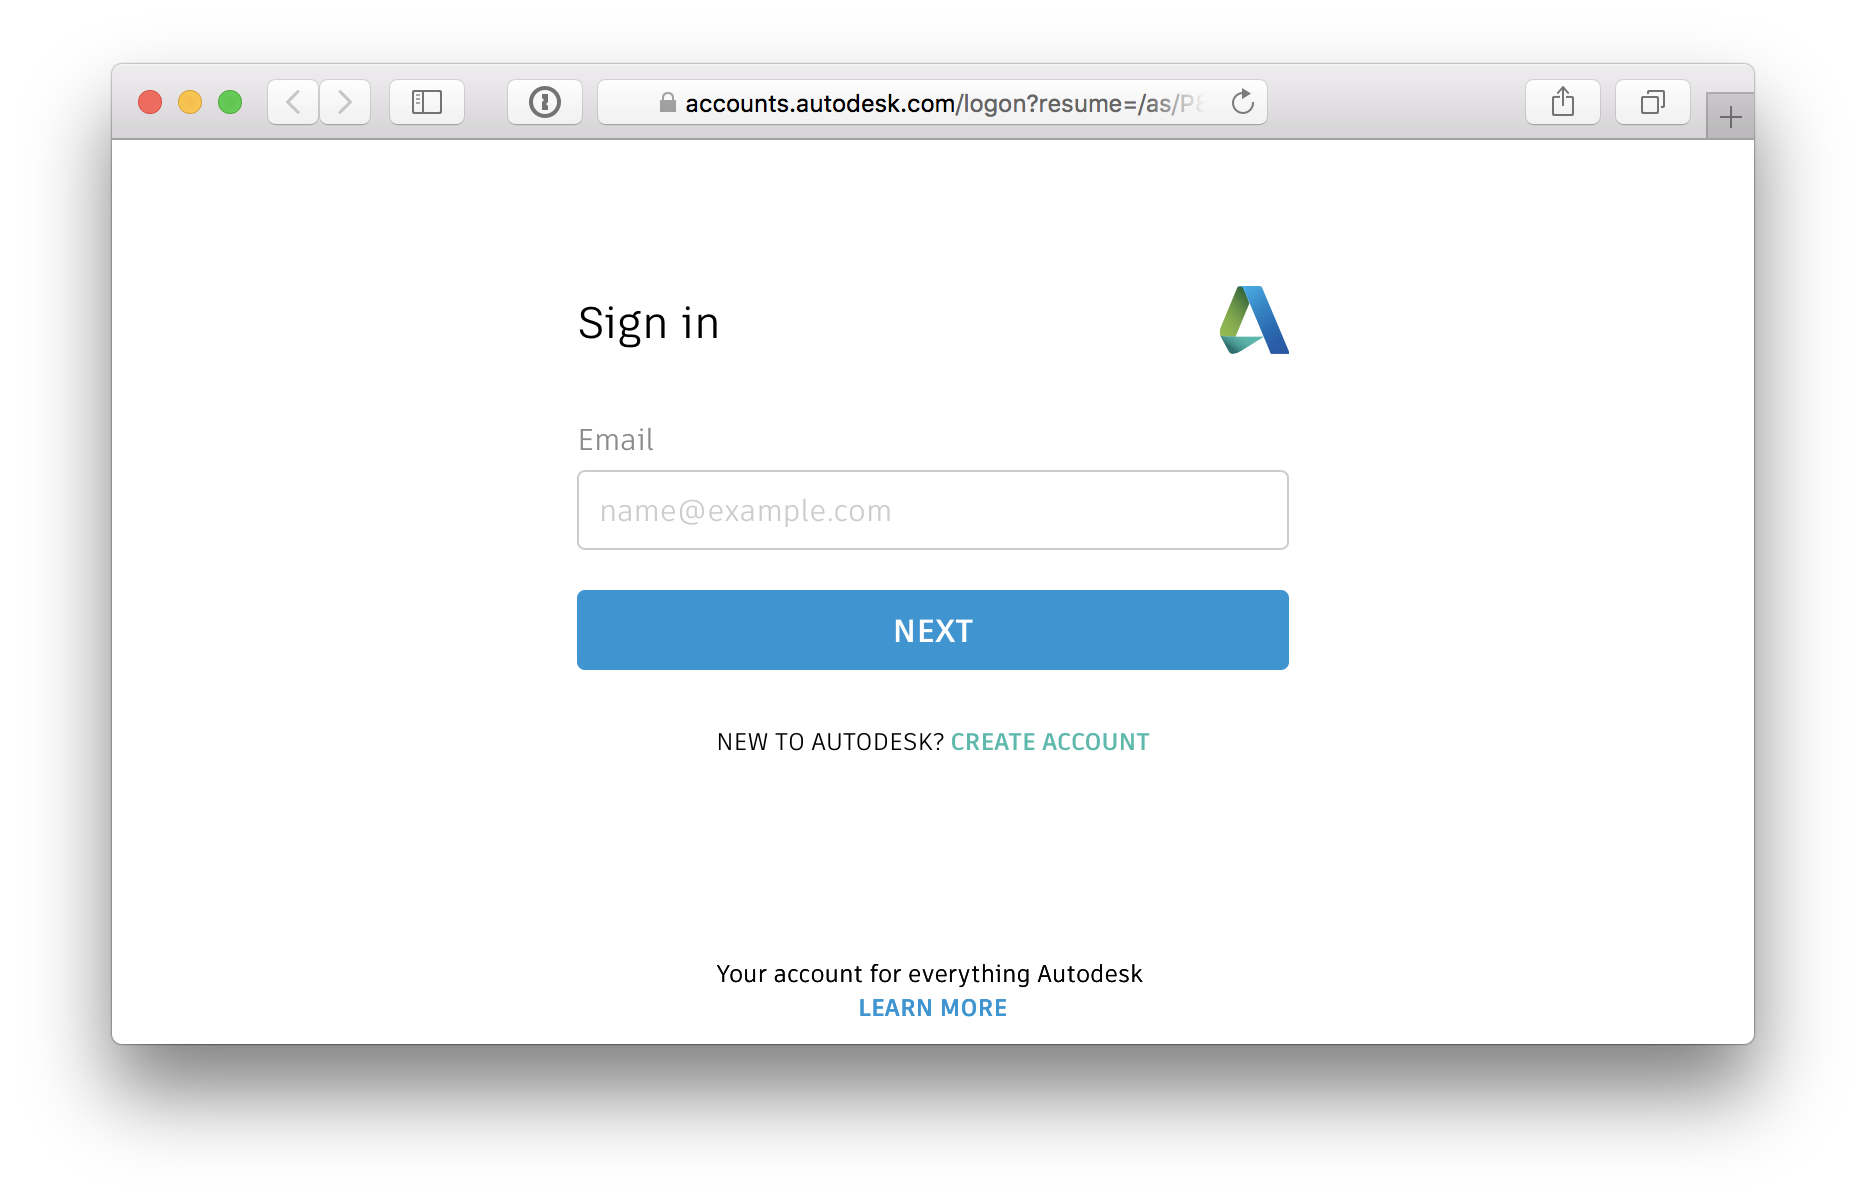 accounts.autodesk.com/logon?resume=/as/P8
Sign in
Email
name@example.com
NEXT
NEW TO AUTODESK? CREATE ACCOUNT
Your account for everything Autodesk
LEARN MORE